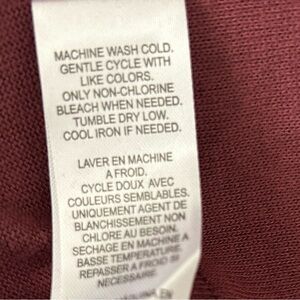 MACHINE WASH COLD.
GENTLE CYCLE WITH
LIKE COLORS.
ONLY NON-CHLORINE
BLEACH WHEN NEEDED.
TUMBLE DRY LOW.
COOL IRON IF NEEDED.
LAVER EN MACHINE
A FROID.
CYCLE DOUX AVEC
COULEURS SEMBLABLES.
UNIQUEMENT AGENT DE
BLANCHISSEMENT NON
CHLORE AU BESOIN.
SECHAGE EN MACHINE A
BASSE TEMPERATURE.
REPASSER A FROID SI
NECESSAIRE.